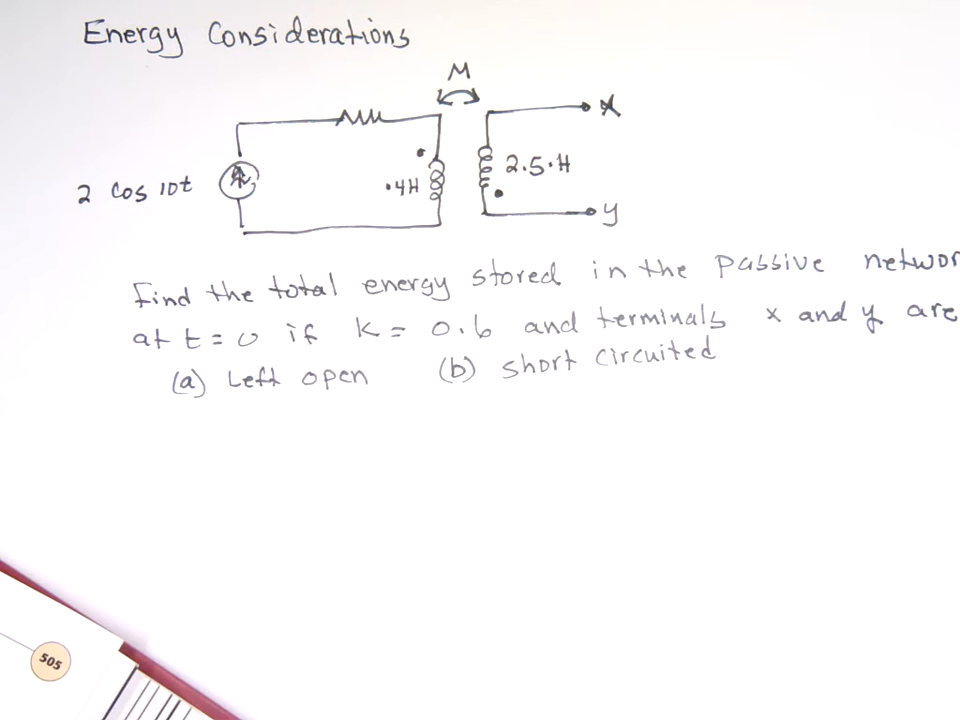 Energy Considerations
M
x
2.5.H
.4H
2 Cos 10t
y
Find the total energy stored in the passive networ
at t = 0 if k = 0.6 and terminals x and y are
(a) Left open (b) short circuited
505